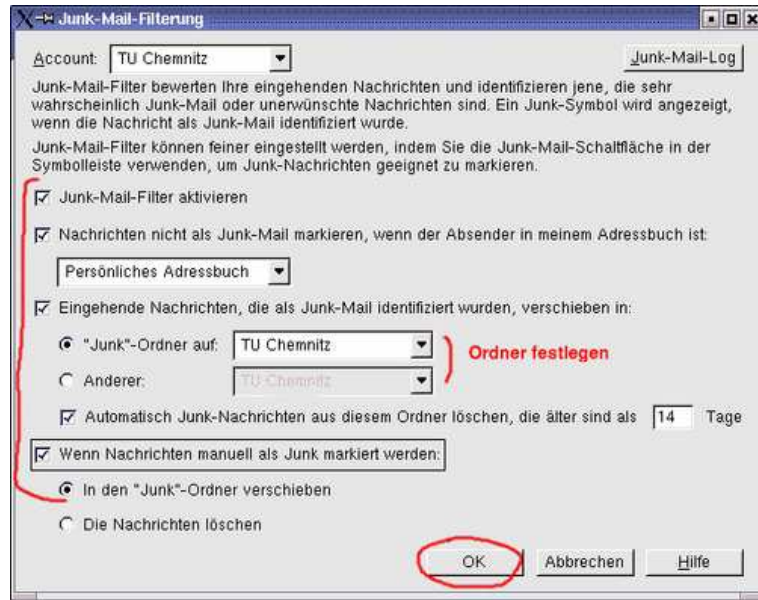 Junk-Mail-Filterung
Account: TU Chemnitz Junk-Mail-Log
Junk-Mail-Filter bewerten Ihre eingehenden Nachrichten und identifizieren jene, die sehr
wahrscheinlich Junk-Mail oder unerwünschte Nachrichten sind. Ein Junk-Symbol wird angezeigt,
wenn die Nachricht als Junk-Mail identifiziert wurde.
Junk-Mail-Filter können feiner eingestellt werden, indem Sie die Junk-Mail-Schaltfläche in der
Symbolleiste verwenden, um Junk-Nachrichten geeignet zu markieren.
Junk-Mail-Filter aktivieren
Nachrichten nicht als Junk-Mail markieren, wenn der Absender in meinem Adressbuch ist:
Persönliches Adressbuch
Eingehende Nachrichten, die als Junk-Mail identifiziert wurden, verschieben in:
"Junk"-Ordner auf: TU Chemnitz
Ordner festlegen
Anderer: TU Chemnitz
Automatisch Junk-Nachrichten aus diesem Ordner löschen, die älter sind als 14 Tage
Wenn Nachrichten manuell als Junk markiert werden:
In den "Junk"-Ordner verschieben
Die Nachrichten löschen
OK Abbrechen Hilfe